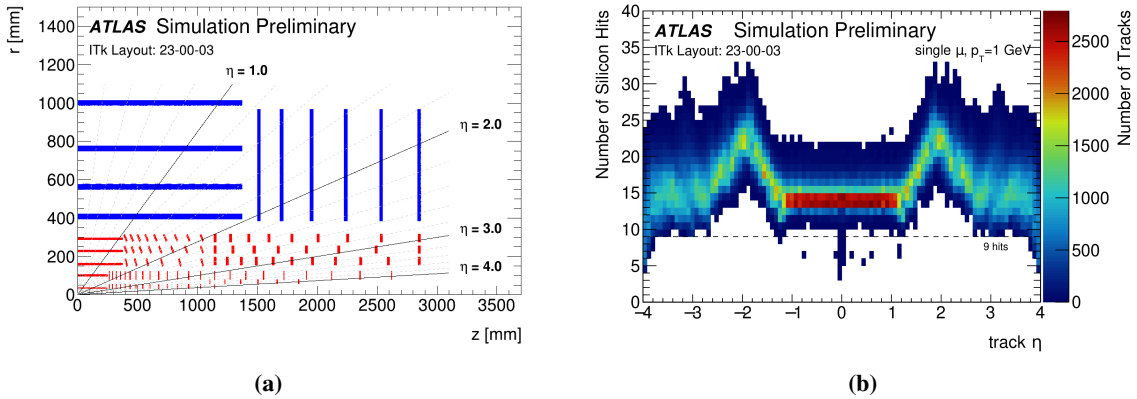 ATLAS Simulation Preliminary
ITk Layout: 23-00-03
r [mm]
1400
1200
1000
800
600
400
200
0
0 500 1000 1500 2000 2500 3000 3500
z [mm]
η = 1.0
η = 2.0
η = 3.0
η = 4.0
(a)
ATLAS Simulation Preliminary
ITk Layout: 23-00-03
single μ, pT=1 GeV
Number of Silicon Hits
40
35
30
25
20
15
10
5
0
−4 −3 −2 −1 0 1 2 3 4
track η
9 hits
Number of Tracks
2500
2000
1500
1000
500
0
(b)